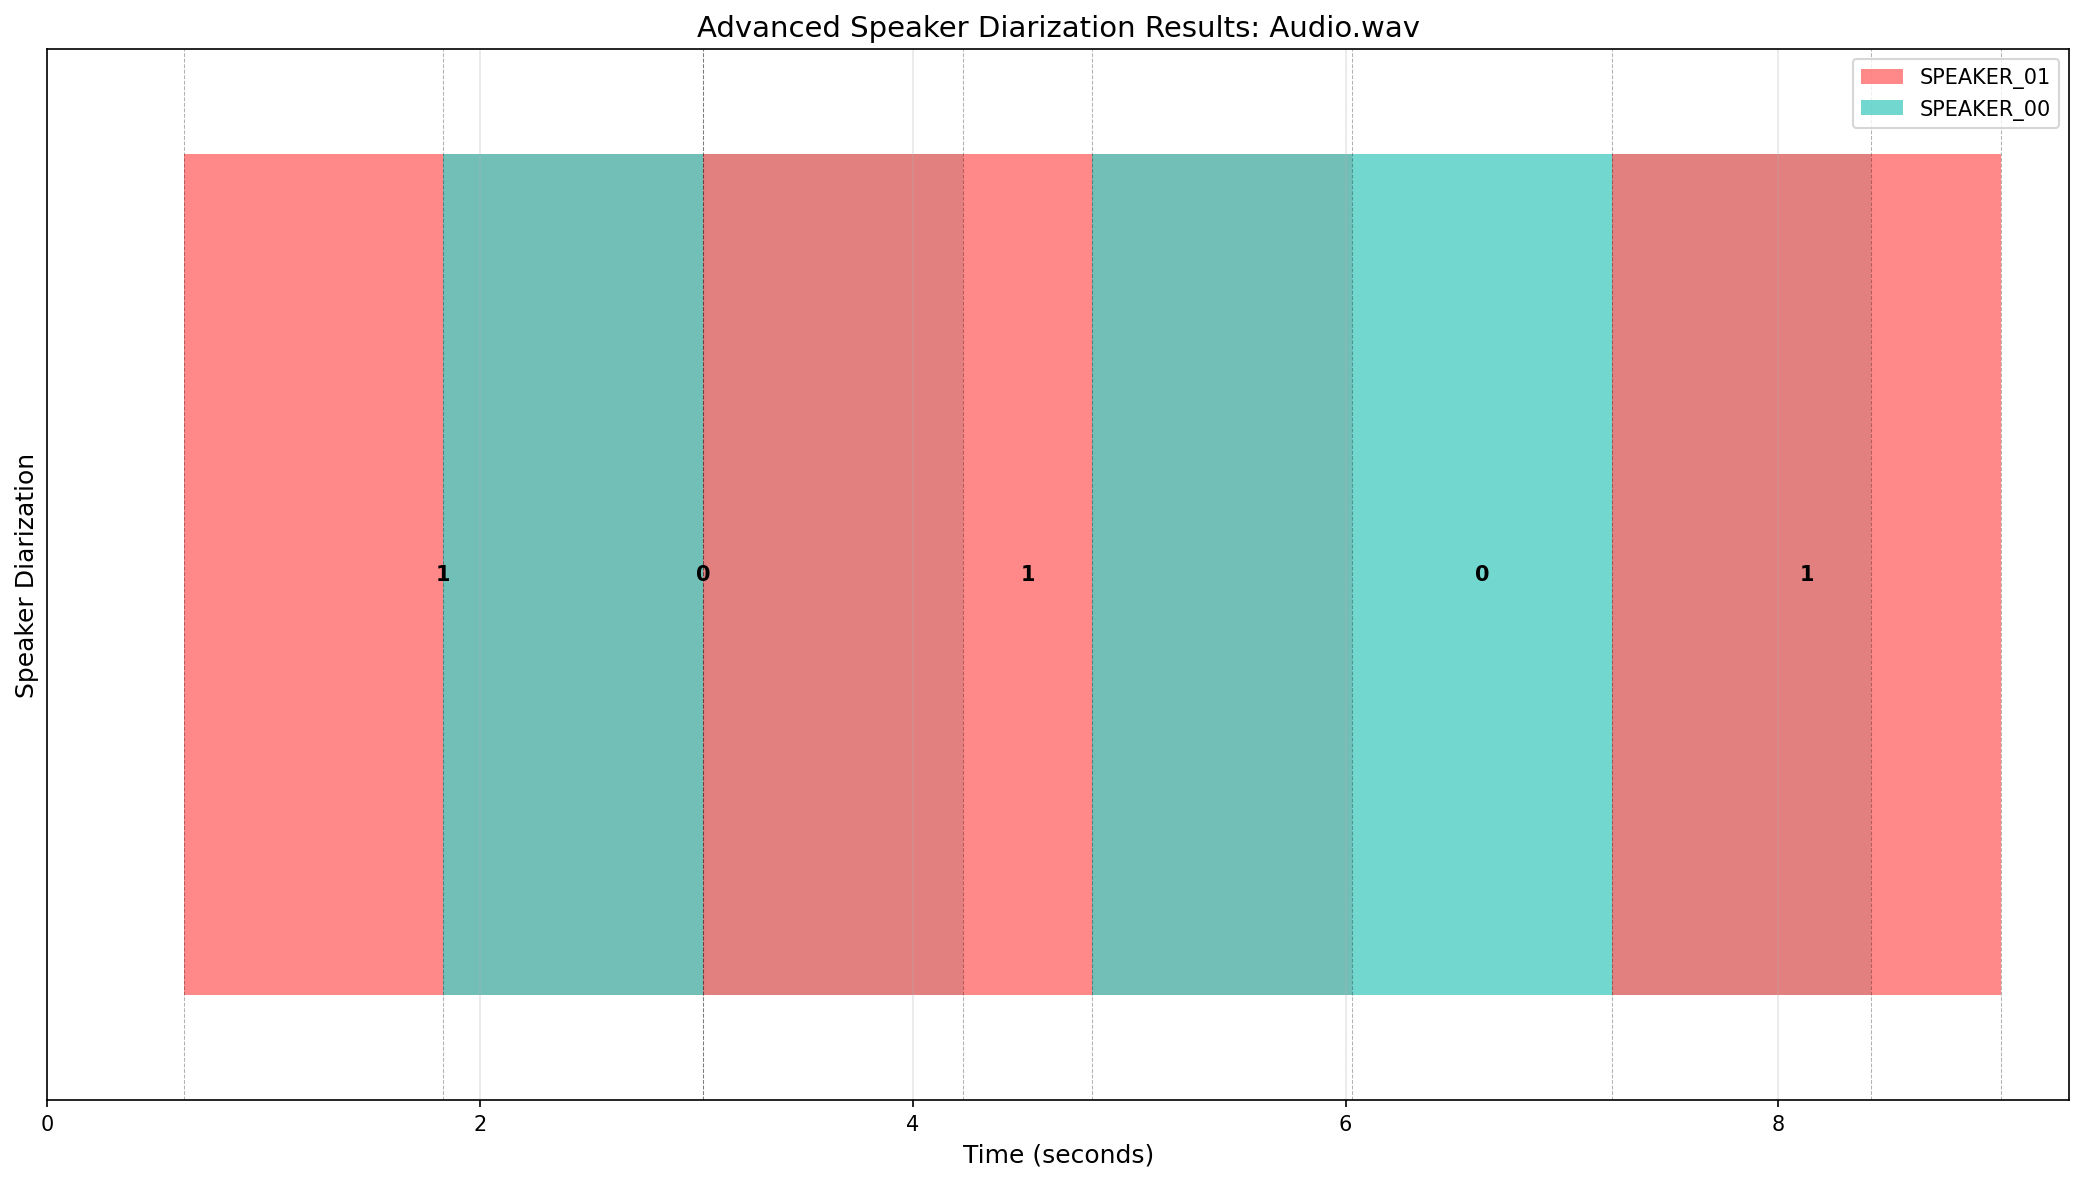 Advanced Speaker Diarization Results: Audio.wav
SPEAKER_01
SPEAKER_00
Speaker Diarization
1 0 1 0 1
0 2 4 6 8
Time (seconds)